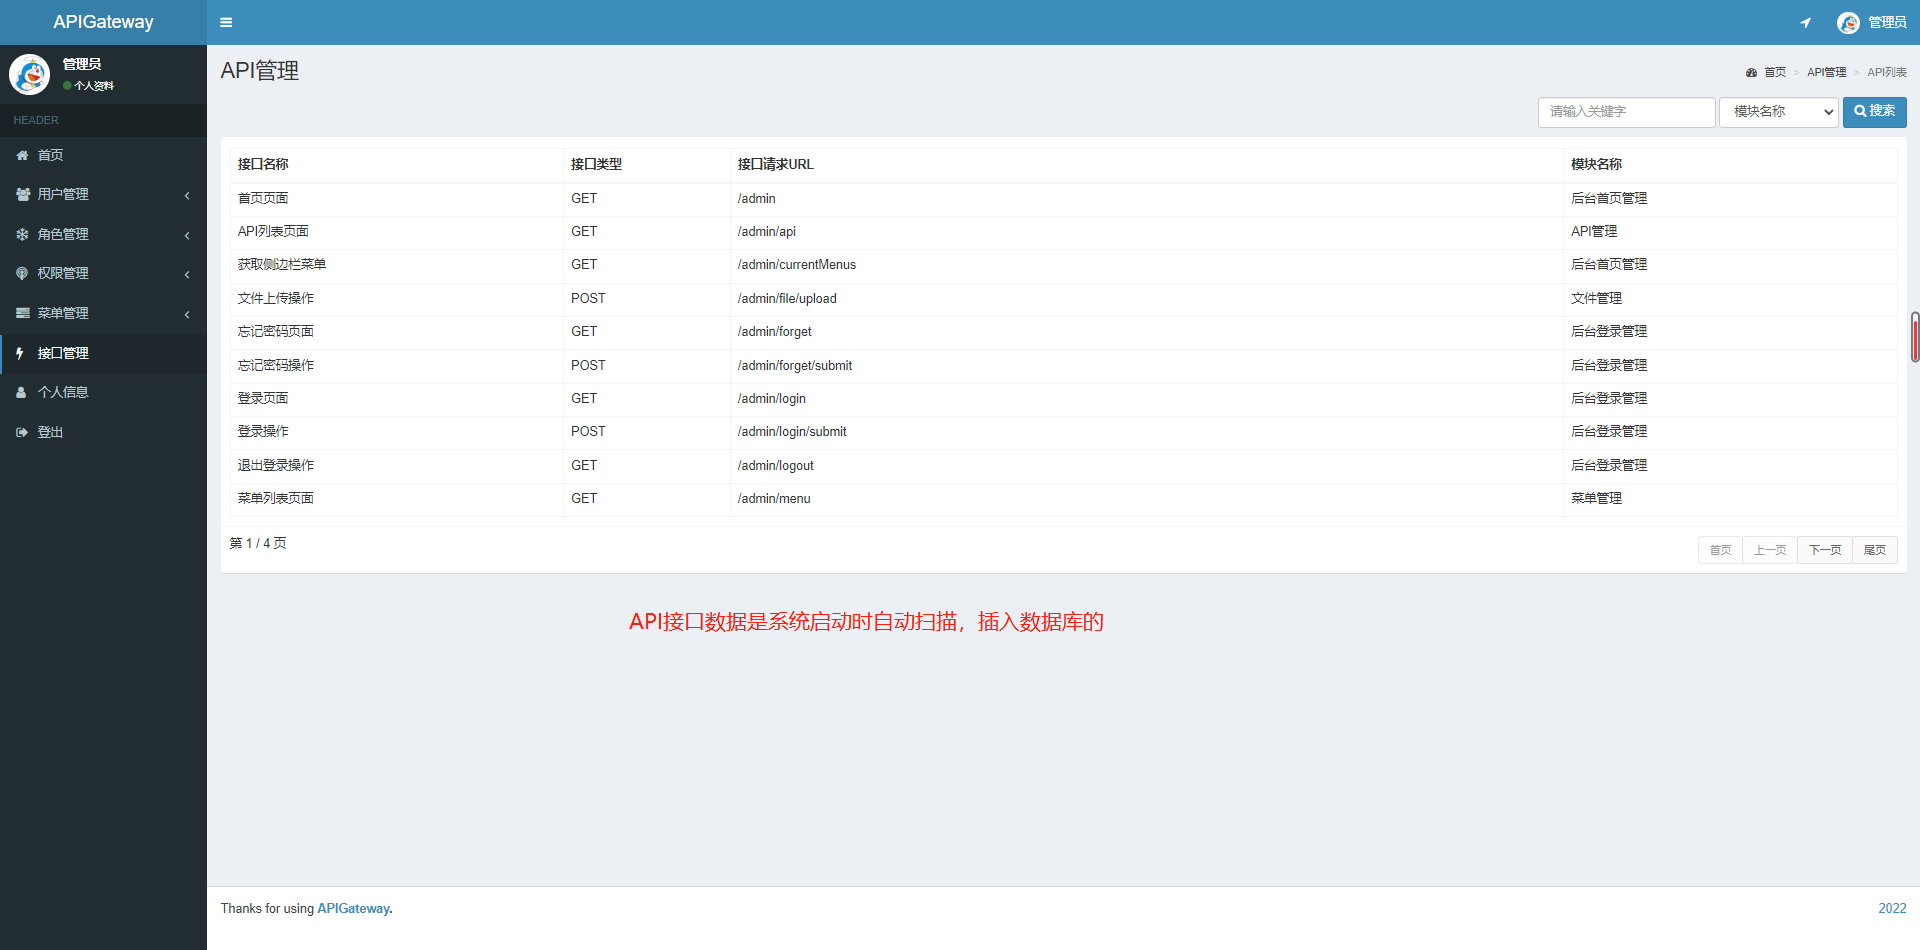 APIGateway
管理员
管理员
个人资料
HEADER
首页
用户管理
角色管理
权限管理
菜单管理
接口管理
个人信息
登出
API管理
首页 > API管理 > API列表
请输入关键字 模块名称 搜索
接口名称 接口类型 接口请求URL 模块名称
首页页面 GET /admin 后台首页管理
API列表页面 GET /admin/api API管理
获取侧边栏菜单 GET /admin/currentMenus 后台首页管理
文件上传操作 POST /admin/file/upload 文件管理
忘记密码页面 GET /admin/forget 后台登录管理
忘记密码操作 POST /admin/forget/submit 后台登录管理
登录页面 GET /admin/login 后台登录管理
登录操作 POST /admin/login/submit 后台登录管理
退出登录操作 GET /admin/logout 后台登录管理
菜单列表页面 GET /admin/menu 菜单管理
第 1 / 4 页
首页 上一页 下一页 尾页
API接口数据是系统启动时自动扫描，插入数据库的
Thanks for using APIGateway.
2022